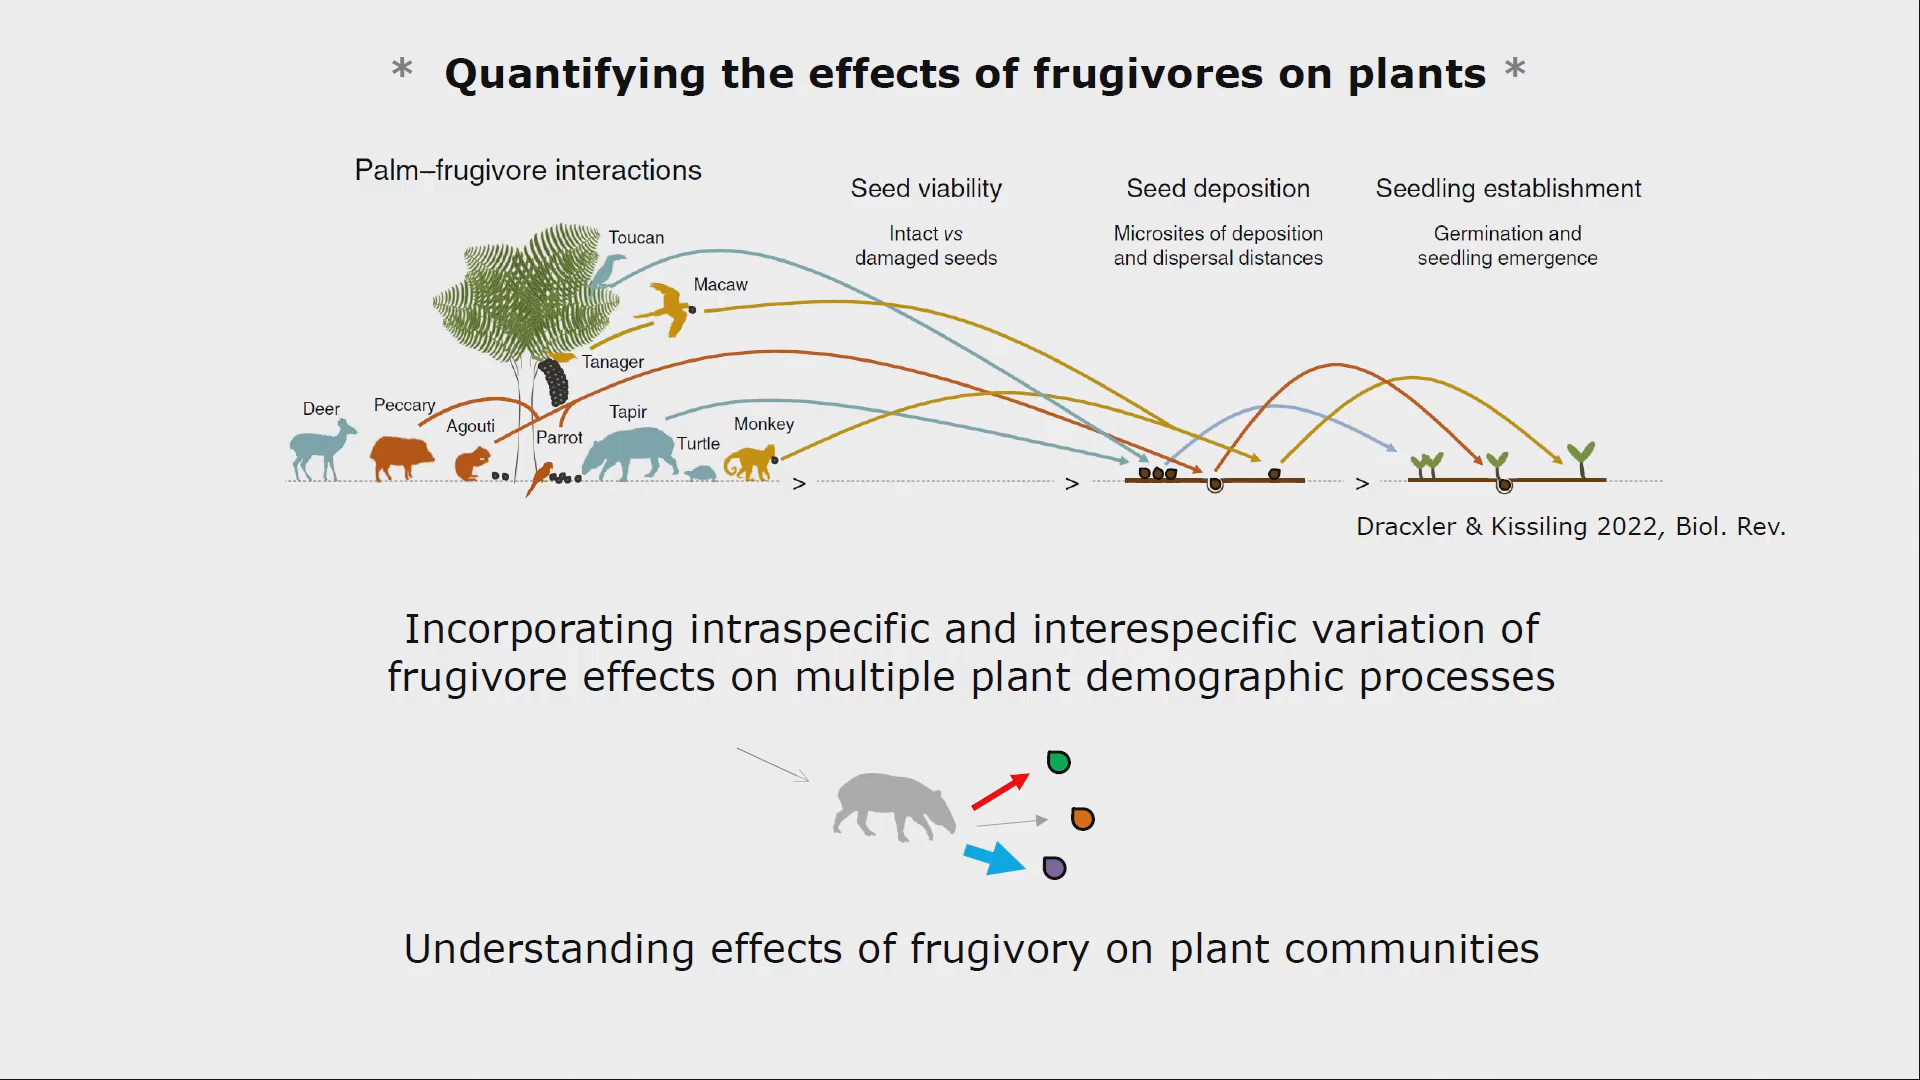 * Quantifying the effects of frugivores on plants *
Palm–frugivore interactions
Seed viability
Intact vs
damaged seeds
Seed deposition
Microsites of deposition
and dispersal distances
Seedling establishment
Germination and
seedling emergence
Toucan
Macaw
Tanager
Deer
Peccary
Agouti
Parrot
Tapir
Turtle
Monkey
>
>
>
Dracxler & Kissiling 2022, Biol. Rev.
Incorporating intraspecific and interespecific variation of
frugivore effects on multiple plant demographic processes
Understanding effects of frugivory on plant communities